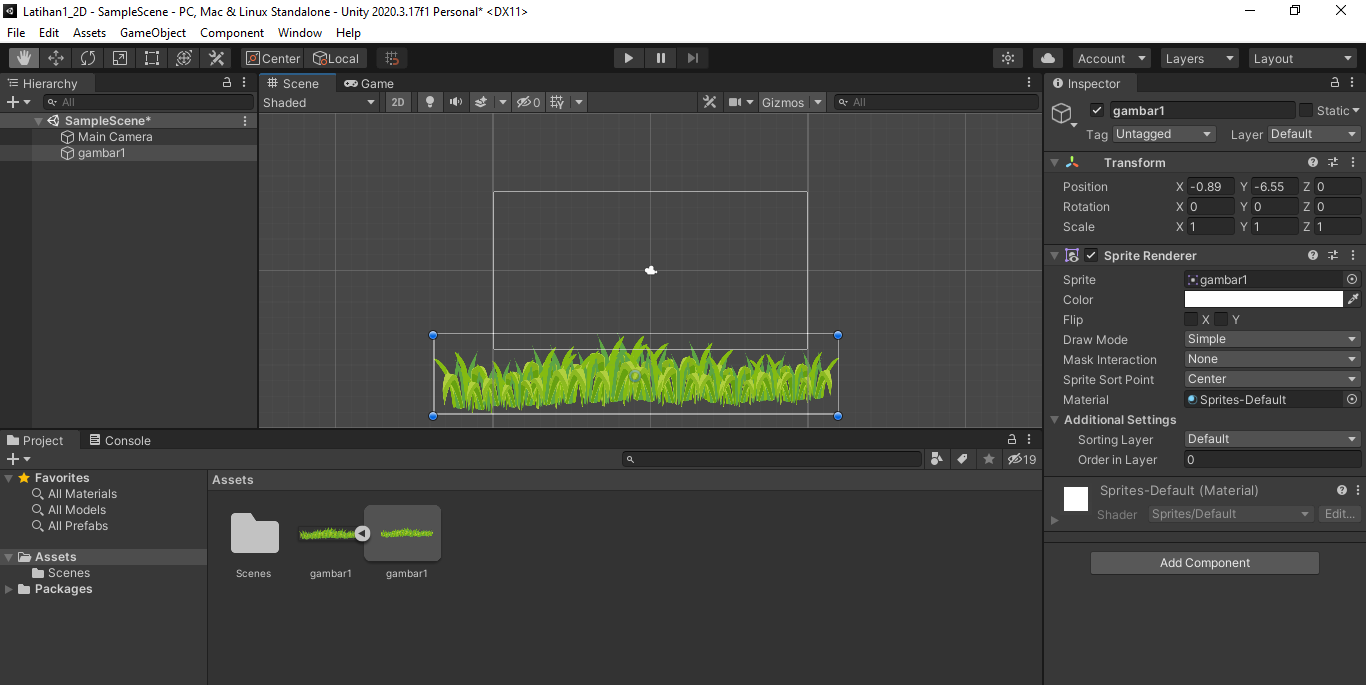 Latihan1_2D - SampleScene - PC, Mac & Linux Standalone - Unity 2020.3.17f1 Personal* <DX11>
File Edit Assets GameObject Component Window Help
Center Local Account Layers Layout
Hierarchy
All
SampleScene*
Main Camera
gambar1
Scene Game
Shaded 2D 0 Gizmos All
Inspector
gambar1 Static
Tag Untagged Layer Default
Transform
Position X -0.89 Y -6.55 Z 0
Rotation X 0 Y 0 Z 0
Scale X 1 Y 1 Z 1
Sprite Renderer
Sprite gambar1
Color
Flip X Y
Draw Mode Simple
Mask Interaction None
Sprite Sort Point Center
Material Sprites-Default
Additional Settings
Sorting Layer Default
Order in Layer 0
Sprites-Default (Material)
Shader Sprites/Default Edit...
Add Component
Project Console
19
Favorites
All Materials
All Models
All Prefabs
Assets
Scenes
Packages
Assets
Scenes gambar1 gambar1